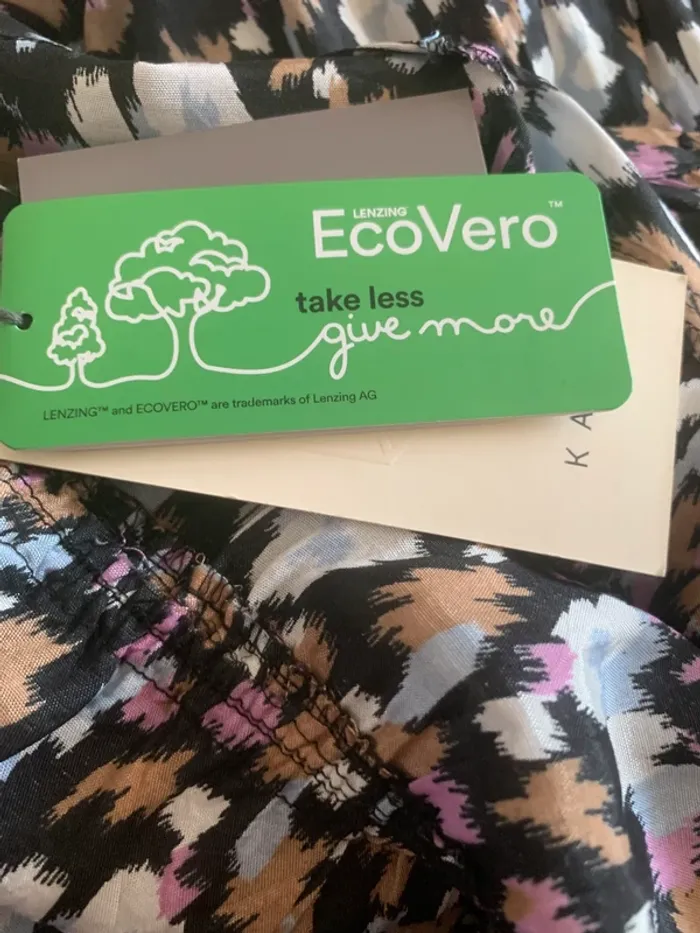 LENZING
EcoVero™
take less
give more
LENZING™ and ECOVERO™ are trademarks of Lenzing AG
K A